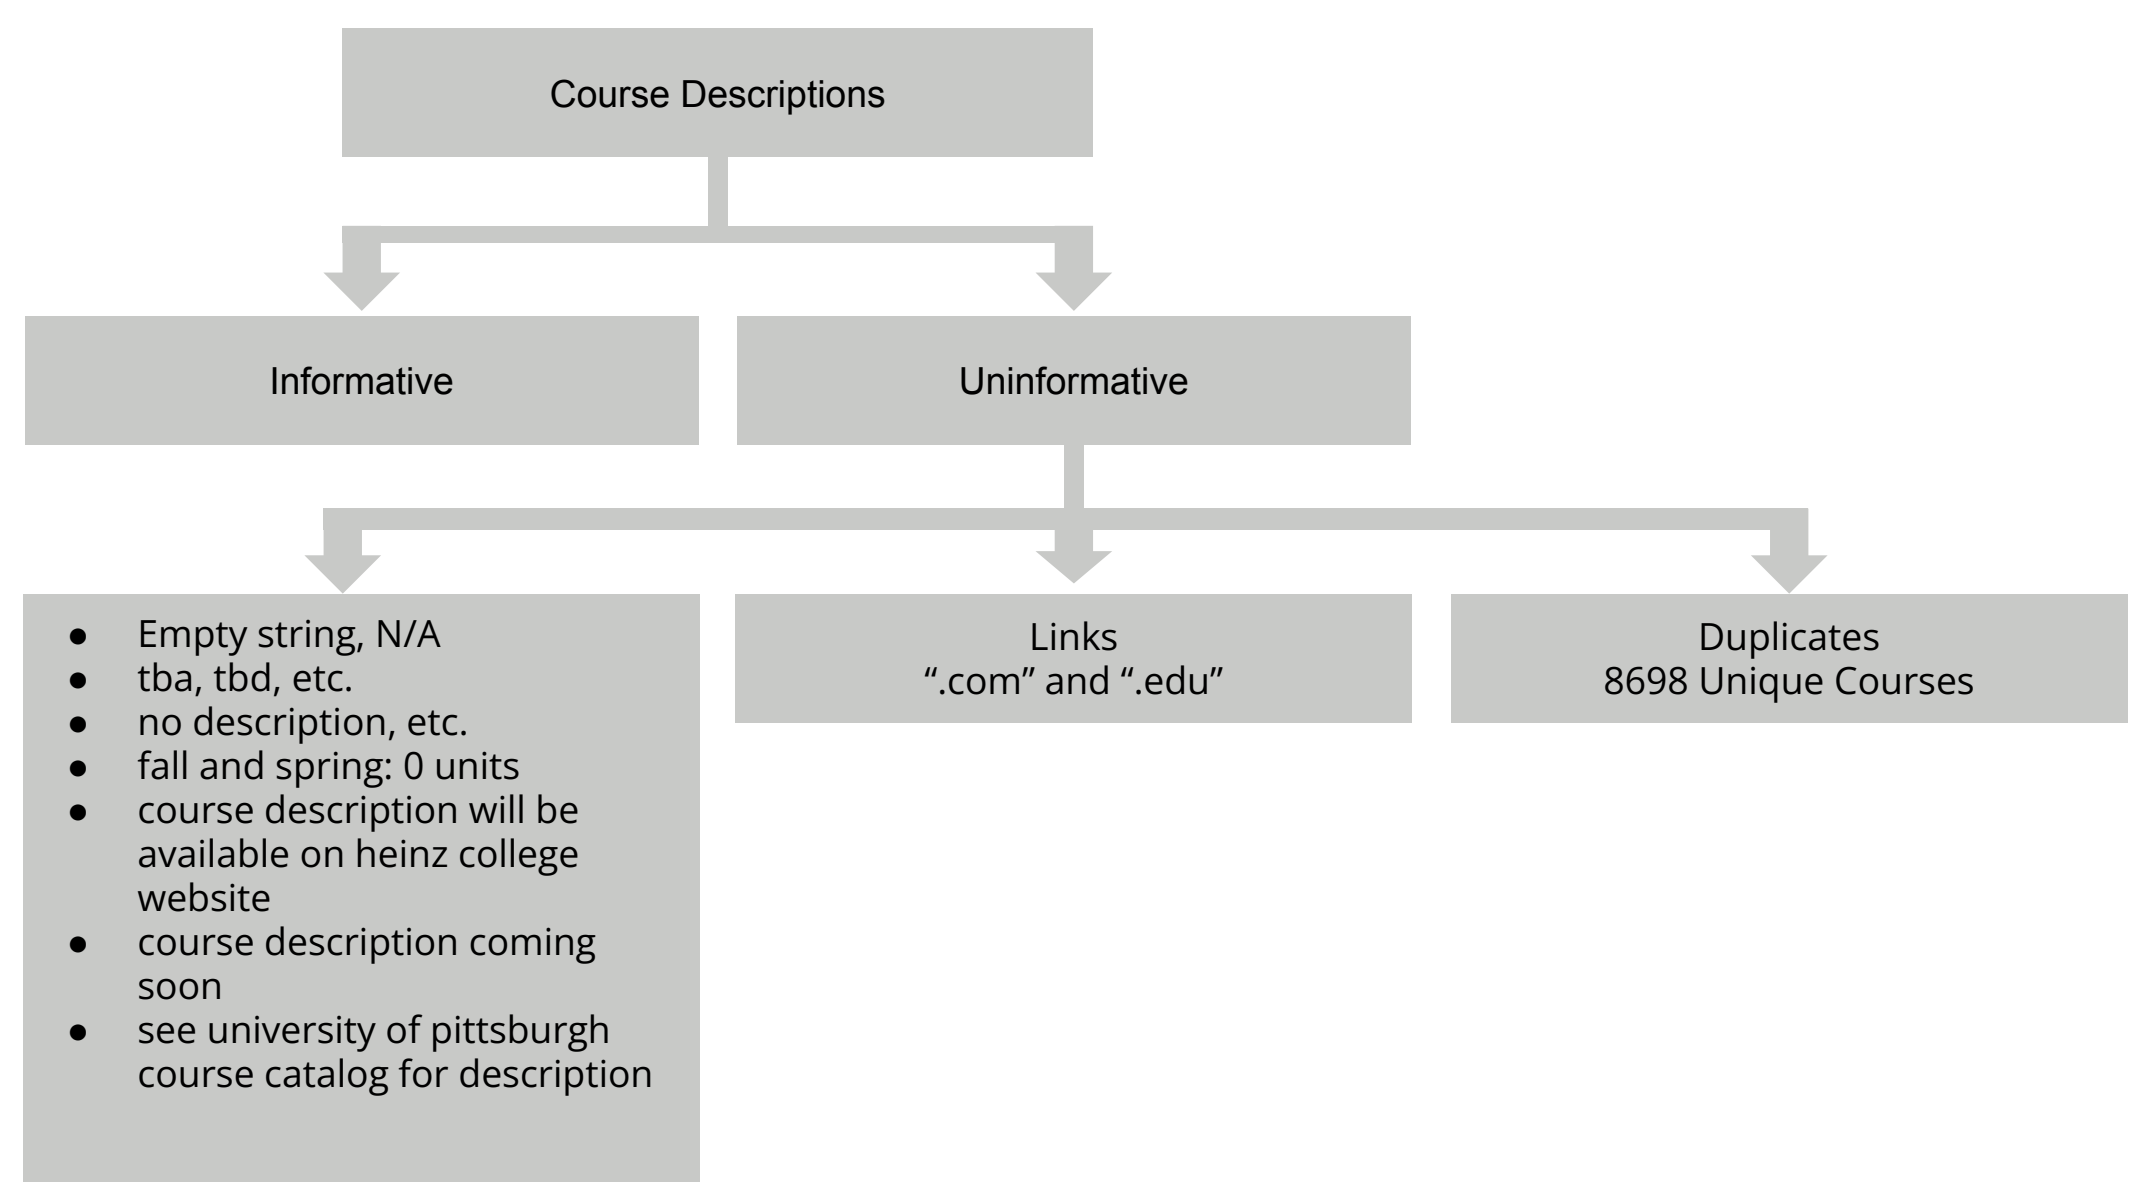 Course Descriptions
Informative
Uninformative
● Empty string, N/A
● tba, tbd, etc.
● no description, etc.
● fall and spring: 0 units
● course description will be
available on heinz college
website
● course description coming
soon
● see university of pittsburgh
course catalog for description
Links
“.com” and “.edu”
Duplicates
8698 Unique Courses